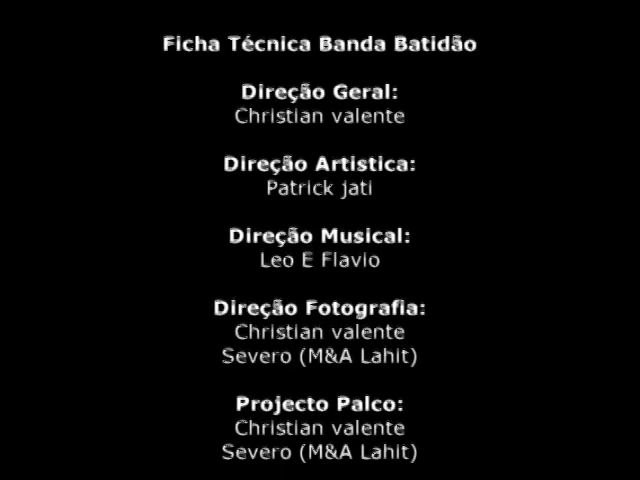 Ficha Técnica Banda Batidão
Direção Geral:
Christian valente
Direção Artistica:
Patrick jati
Direção Musical:
Leo E Flavio
Direção Fotografia:
Christian valente
Severo (M&A Lahit)
Projecto Palco:
Christian valente
Severo (M&A Lahit)